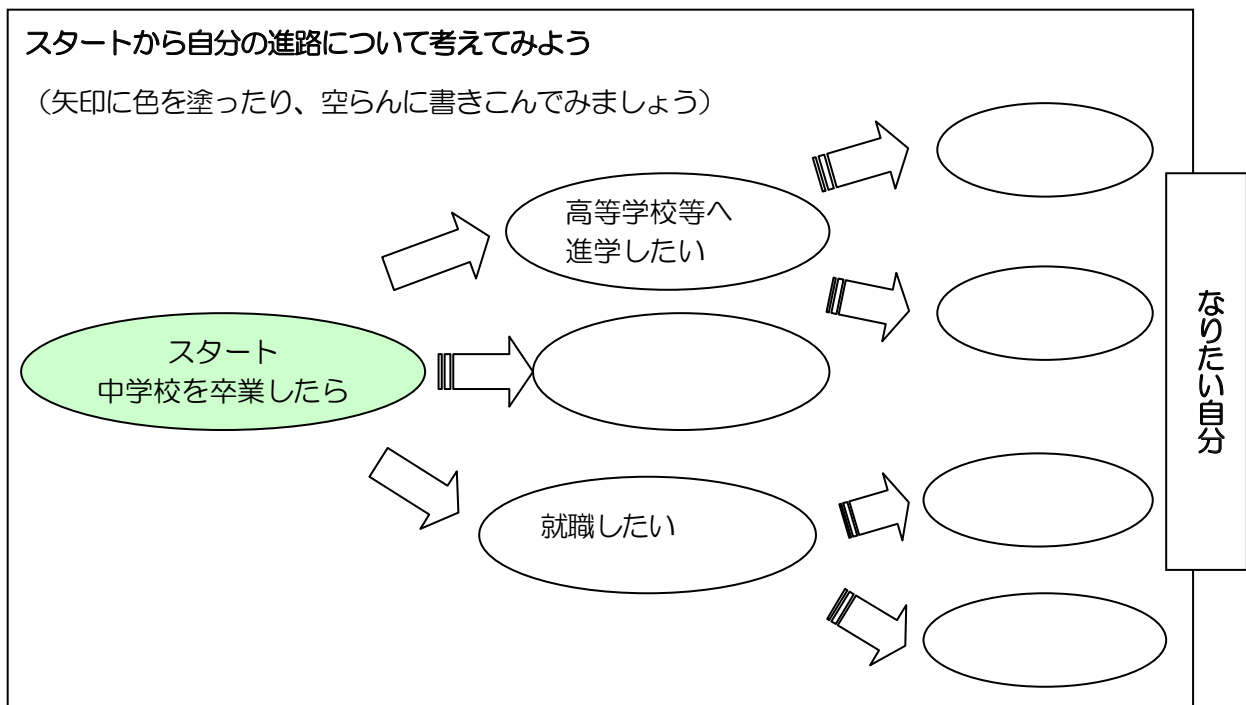 スタートから自分の進路について考えてみよう
（矢印に色を塗ったり、空らんに書きこんでみましょう）
高等学校等へ
進学したい
スタート
中学校を卒業したら
就職したい
なりたい自分